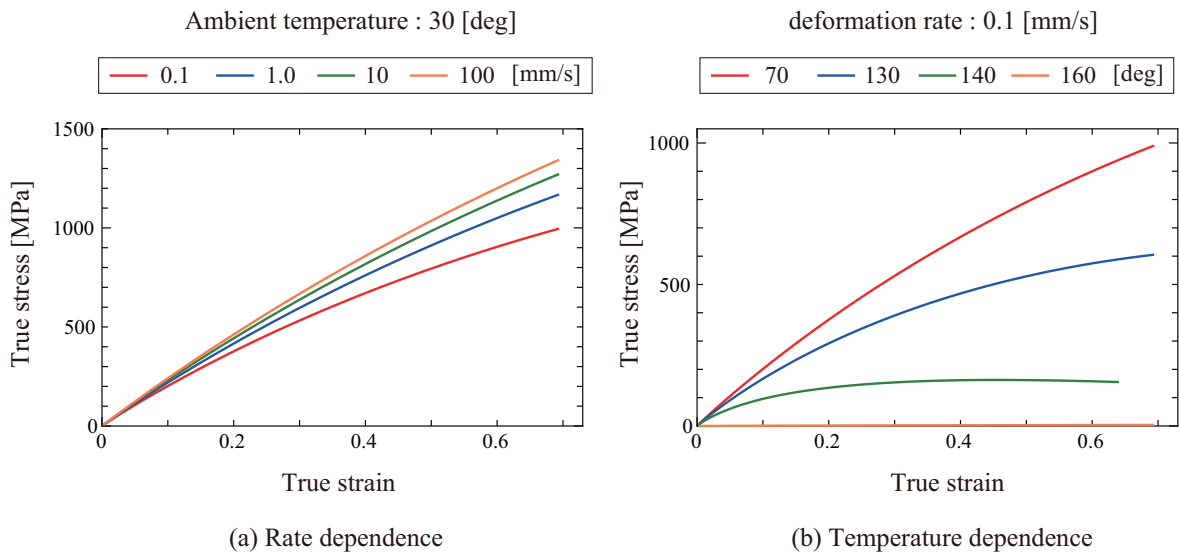 Ambient temperature : 30 [deg]
0.1 1.0 10 100 [mm/s]
1500
1000
500
0
0 0.2 0.4 0.6
True stress [MPa]
True strain
(a) Rate dependence
deformation rate : 0.1 [mm/s]
70 130 140 160 [deg]
1000
500
0
0 0.2 0.4 0.6
True stress [MPa]
True strain
(b) Temperature dependence